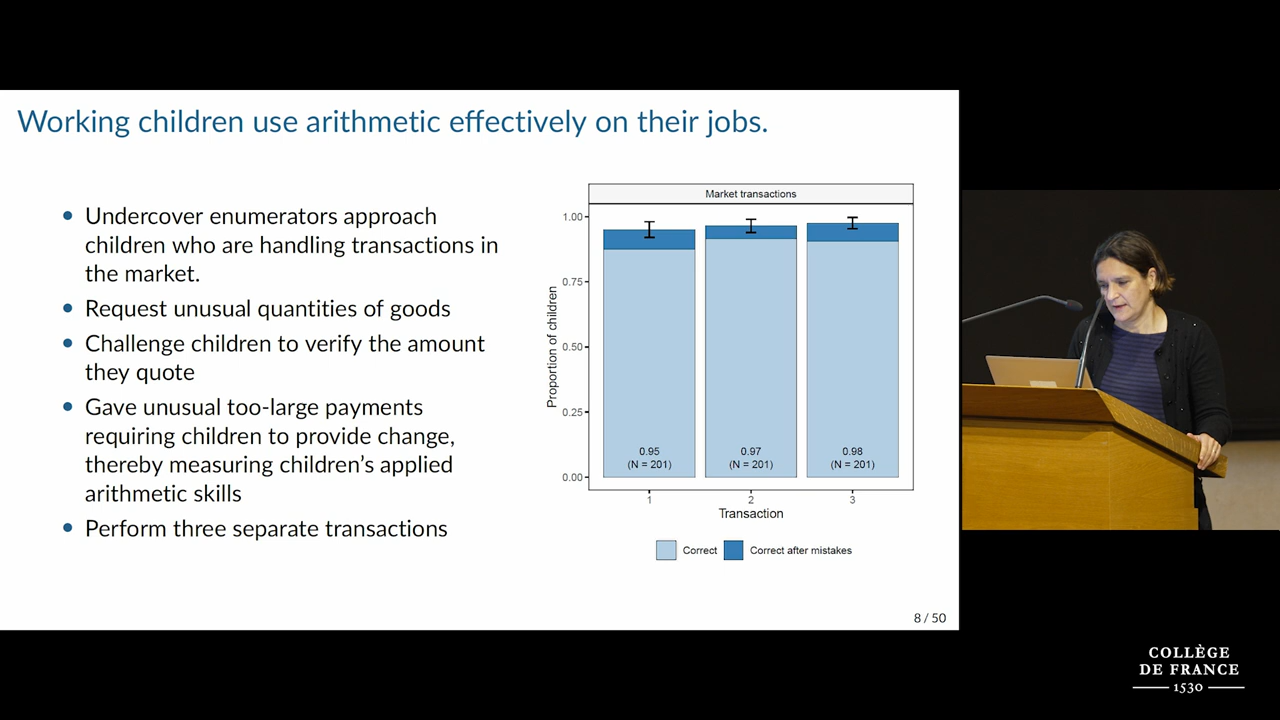 Working children use arithmetic effectively on their jobs.
• Undercover enumerators approach
children who are handling transactions in
the market.
• Request unusual quantities of goods
• Challenge children to verify the amount
they quote
• Gave unusual too-large payments
requiring children to provide change,
thereby measuring children's applied
arithmetic skills
• Perform three separate transactions
Market transactions
Proportion of children
1.00
0.75
0.50
0.25
0.00
0.95
(N = 201)
0.97
(N = 201)
0.98
(N = 201)
1
2
3
Transaction
Correct
Correct after mistakes
8 / 50
COLLÈGE
DE FRANCE
1530